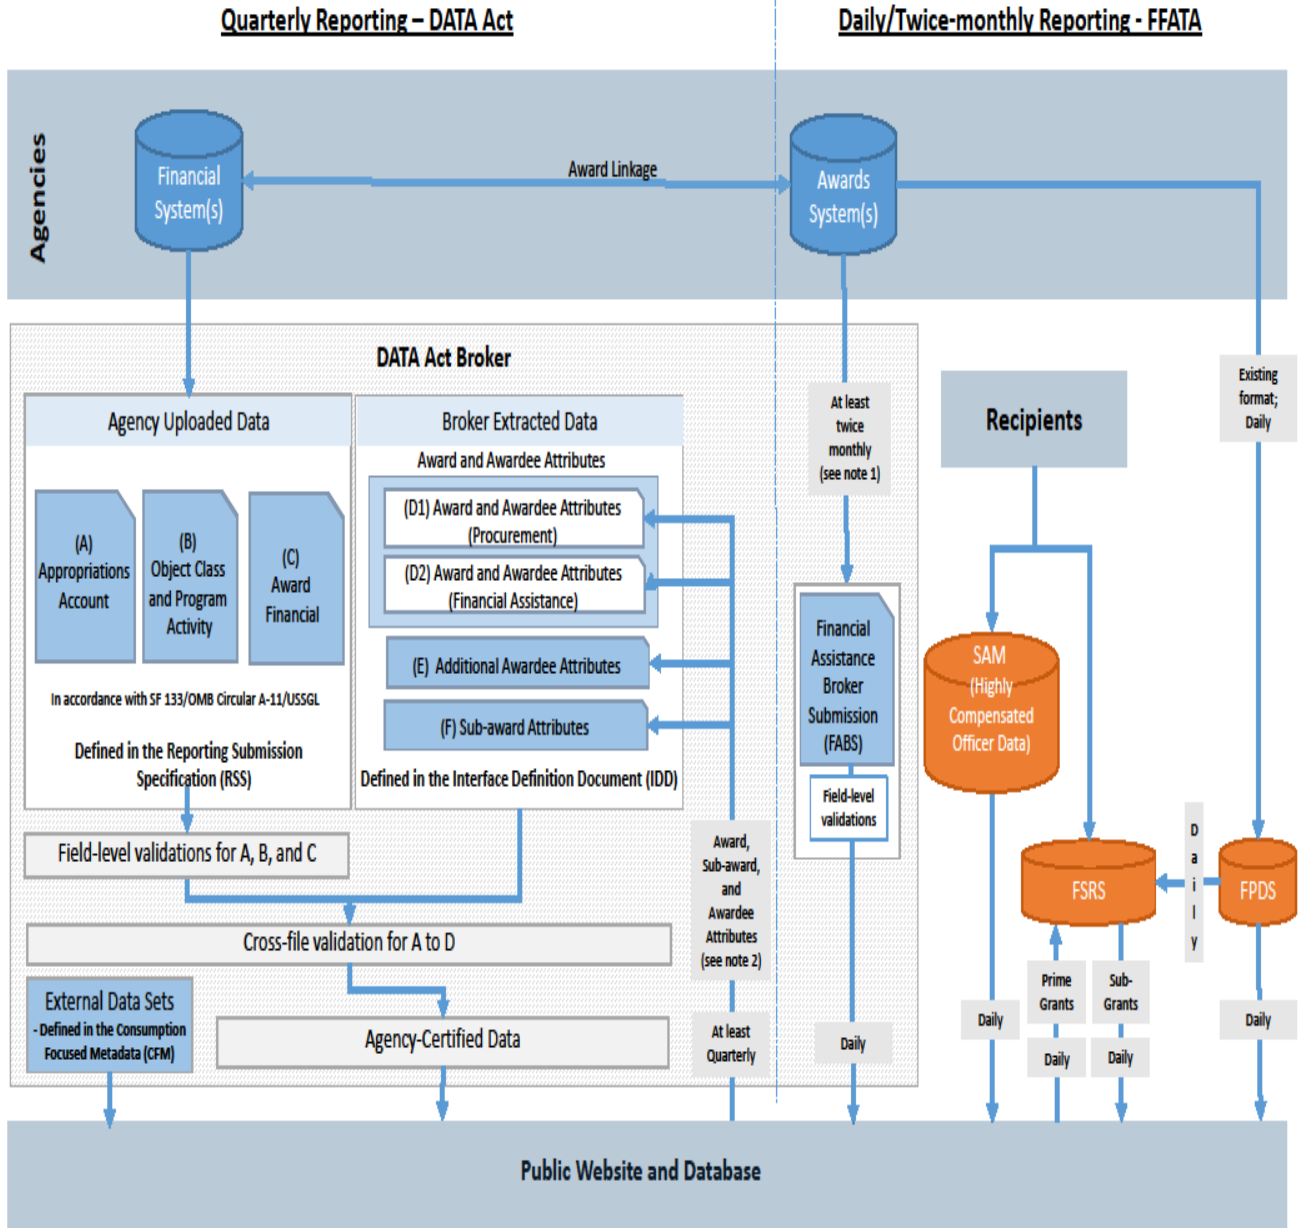 Quarterly Reporting – DATA Act
Daily/Twice-monthly Reporting - FFATA
Agencies
Financial
System(s)
Award Linkage
Awards
System(s)
DATA Act Broker
Agency Uploaded Data
(A)
Appropriations
Account
(B)
Object Class
and Program
Activity
(C)
Award
Financial
In accordance with SF 133/OMB Circular A-11/USSGL
Defined in the Reporting Submission
Specification (RSS)
Broker Extracted Data
Award and Awardee Attributes
(D1) Award and Awardee Attributes
(Procurement)
(D2) Award and Awardee Attributes
(Financial Assistance)
(E) Additional Awardee Attributes
(F) Sub-award Attributes
Defined in the Interface Definition Document (IDD)
Field-level validations for A, B, and C
Cross-file validation for A to D
External Data Sets
- Defined in the Consumption
Focused Metadata (CFM)
Agency-Certified Data
Award,
Sub-award,
and
Awardee
Attributes
(see note 2)
At least
Quarterly
At least
twice
monthly
(see note 1)
Financial
Assistance
Broker
Submission
(FABS)
Field-level
validations
Daily
Recipients
Existing
format;
Daily
SAM
(Highly
Compensated
Officer Data)
Daily
FSRS
Daily
FPDS
Prime
Grants
Daily
Sub-
Grants
Daily
Daily
Public Website and Database